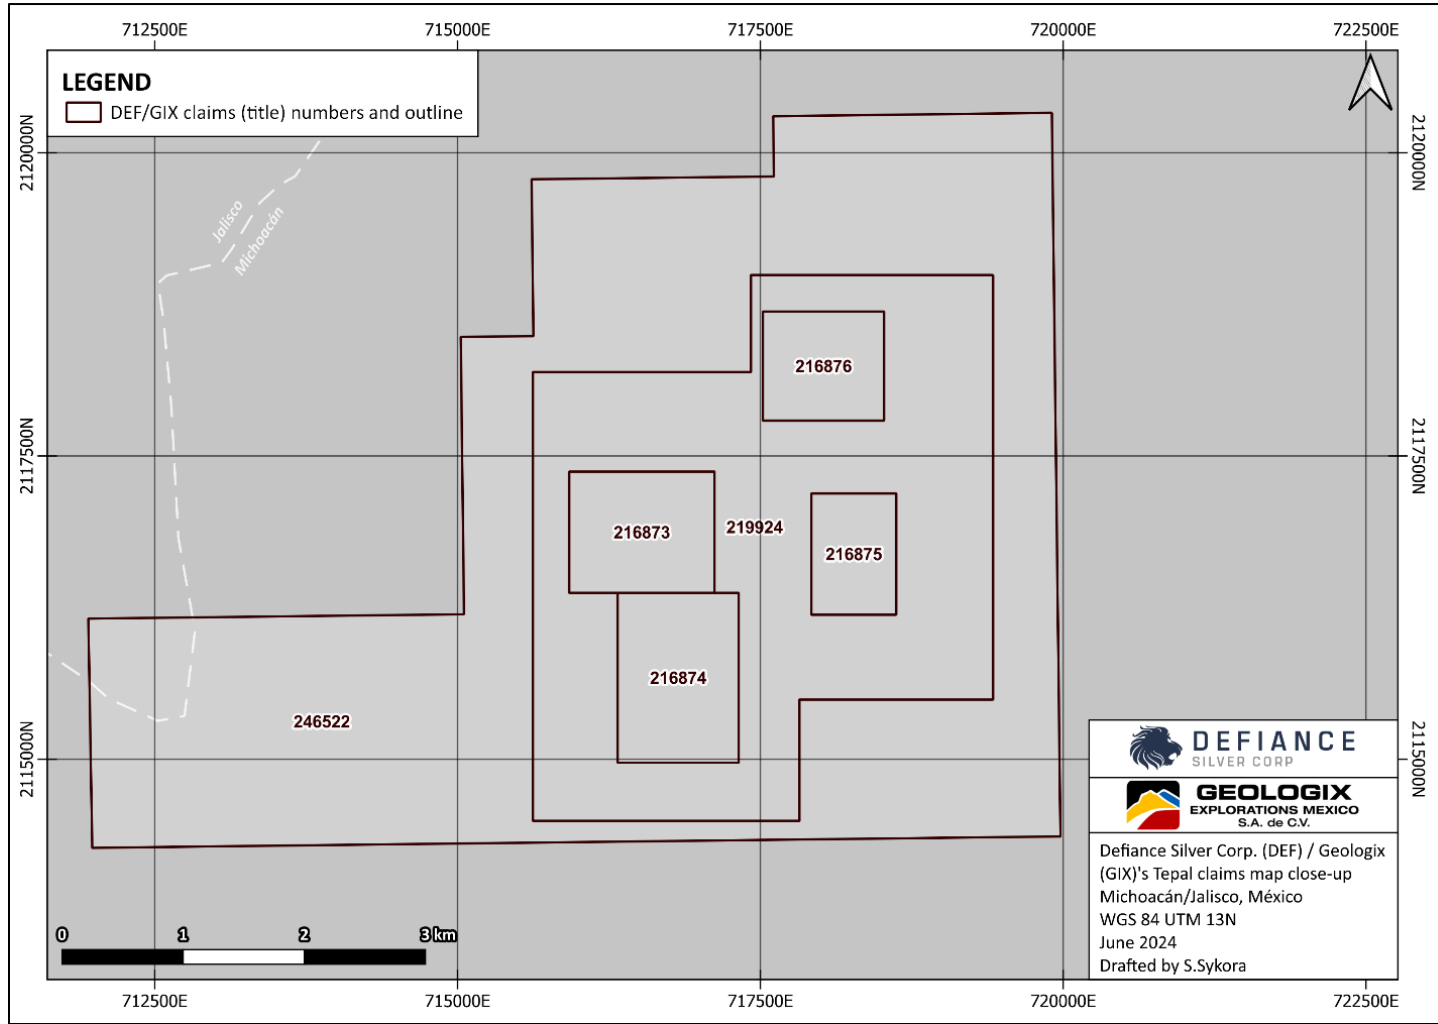 712500E
715000E
717500E
720000E
722500E
LEGEND
DEF/GIX claims (title) numbers and outline
2120000N
2120000N
Jalisco
Michoacán
216876
2117500N
2117500N
216873
219924
216875
216874
246522
2115000N
2115000N
DEFIANCE
SILVER CORP
GEOLOGIX
EXPLORATIONS MEXICO
S.A. de C.V.
Defiance Silver Corp. (DEF) / Geologix
(GIX)'s Tepal claims map close-up
Michoacán/Jalisco, México
WGS 84 UTM 13N
June 2024
Drafted by S.Sykora
0 1 2 3 km
712500E
715000E
717500E
720000E
722500E